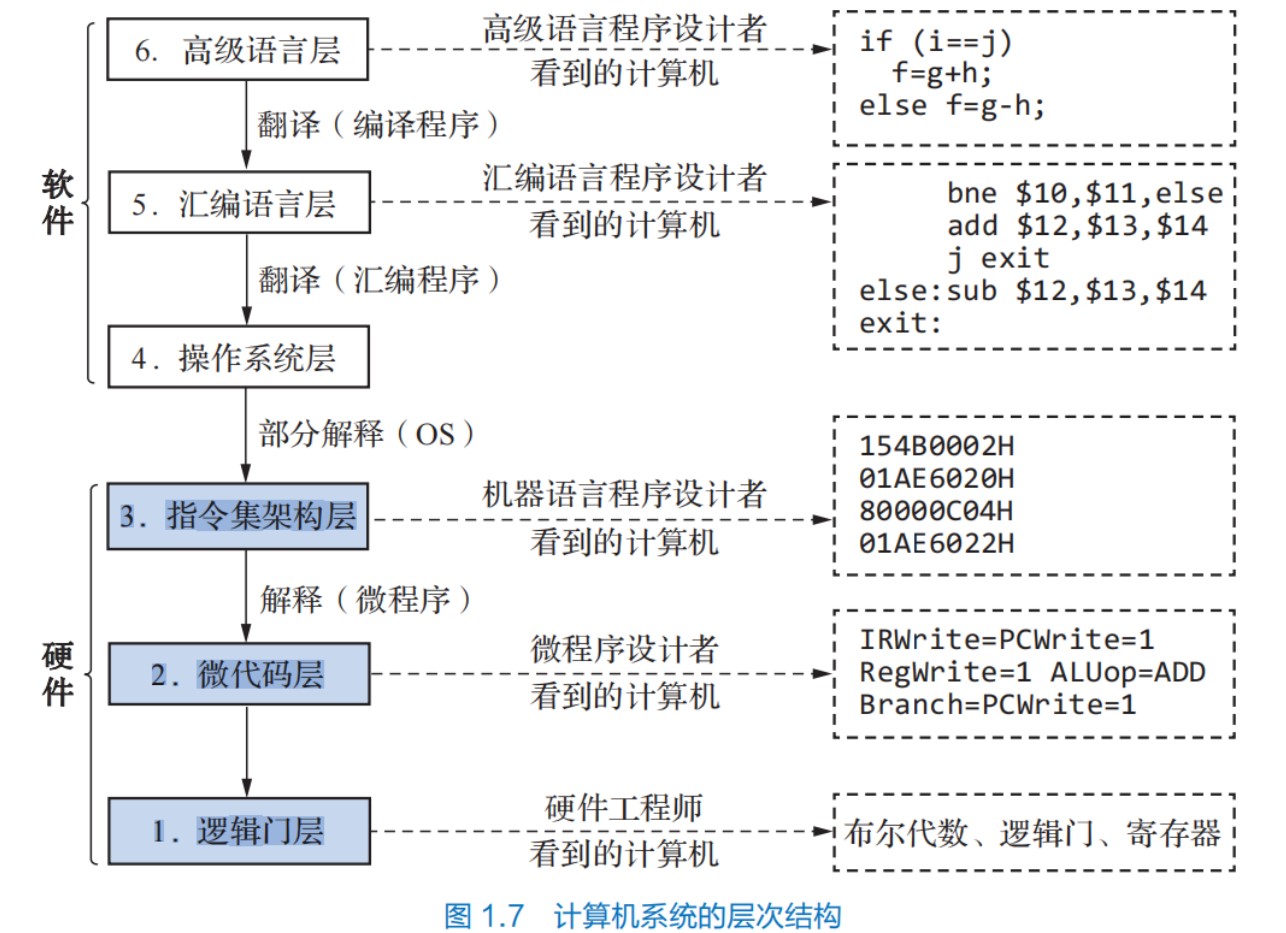 软件
6. 高级语言层
高级语言程序设计者
看到的计算机
if (i==j)
  f=g+h;
else f=g-h;
翻译（编译程序）
5. 汇编语言层
汇编语言程序设计者
看到的计算机
     bne $10,$11,else
     add $12,$13,$14
     j exit
else:sub $12,$13,$14
exit:
翻译（汇编程序）
4. 操作系统层
部分解释（OS）
硬件
3. 指令集架构层
机器语言程序设计者
看到的计算机
154B0002H
01AE6020H
80000C04H
01AE6022H
解释（微程序）
2. 微代码层
微程序设计者
看到的计算机
IRWrite=PCWrite=1
RegWrite=1 ALUop=ADD
Branch=PCWrite=1
1. 逻辑门层
硬件工程师
看到的计算机
布尔代数、逻辑门、寄存器
图 1.7 计算机系统的层次结构